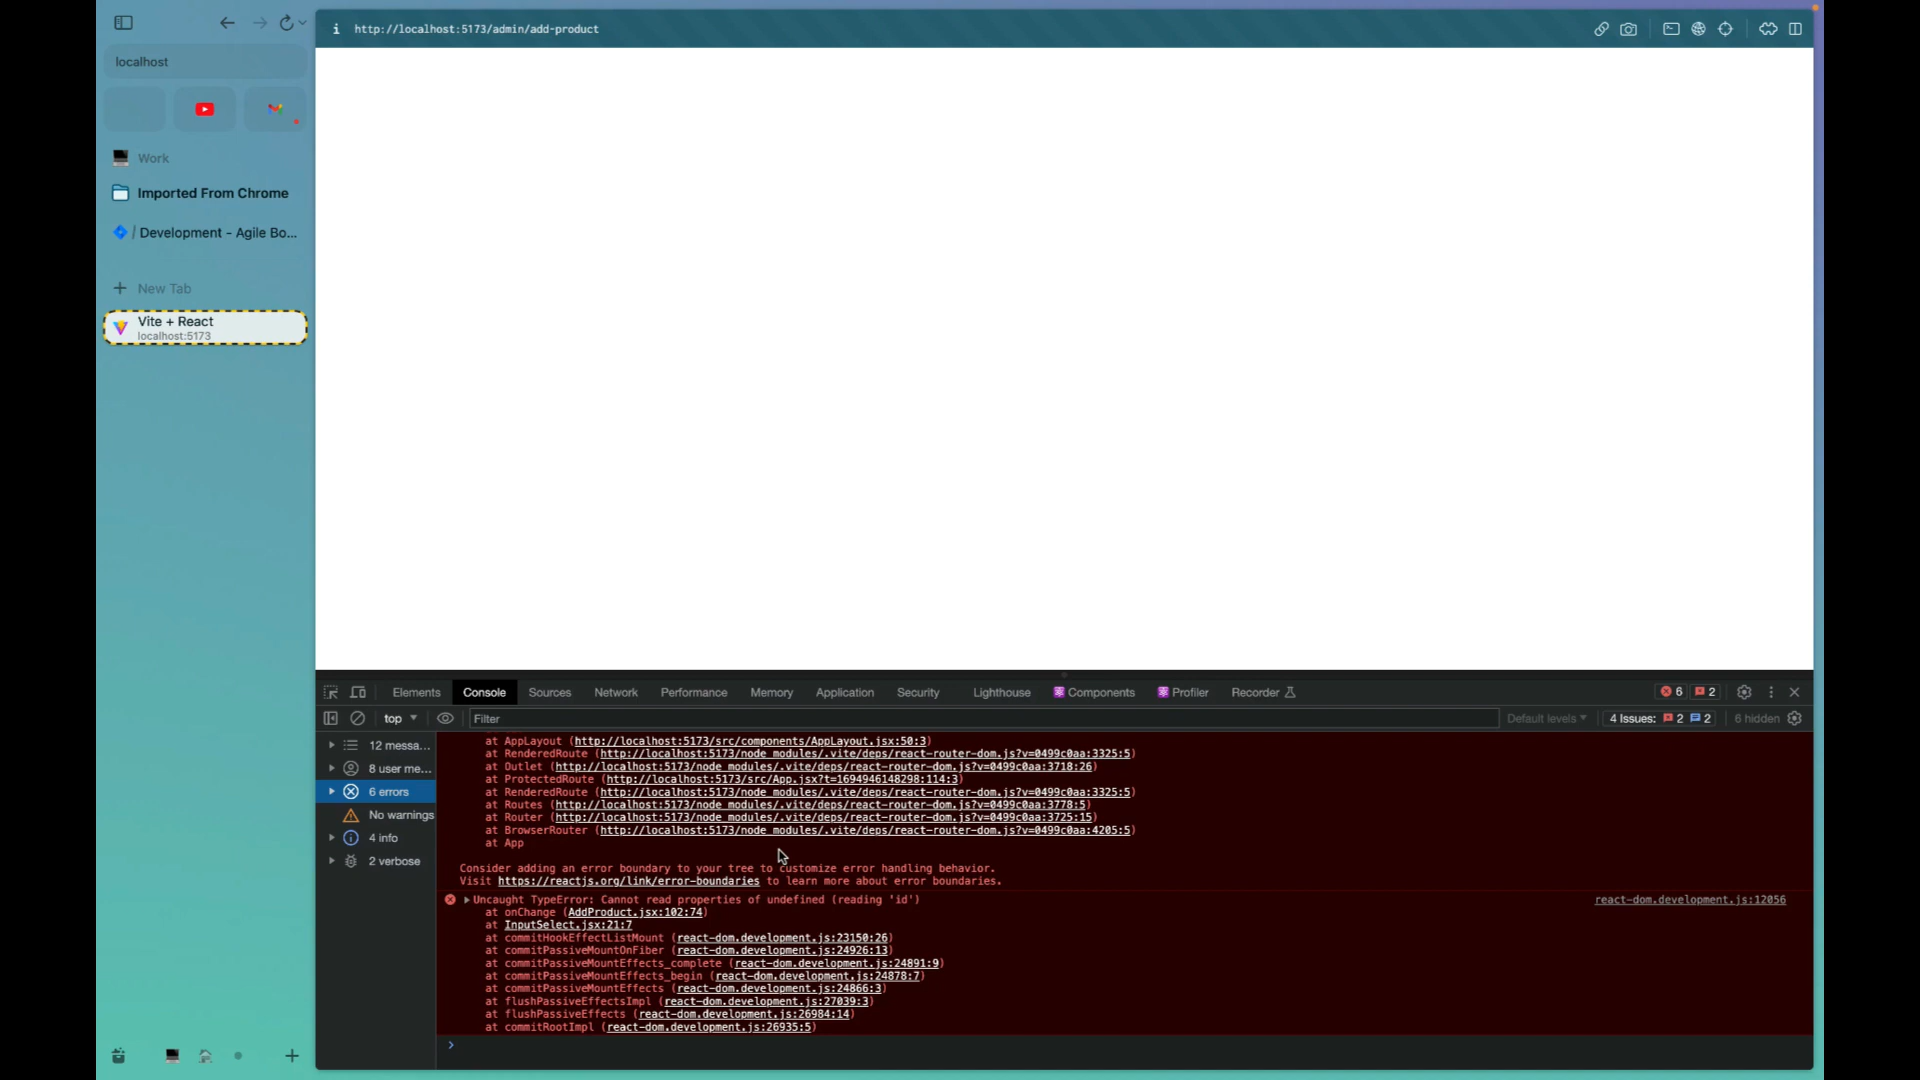 http://localhost:5173/admin/add-product
localhost
Work
Imported From Chrome
/ Development - Agile Bo...
New Tab
Vite + React
localhost:5173
Elements
Console
Sources
Network
Performance
Memory
Application
Security
Lighthouse
Components
Profiler
Recorder
6
2
top
Filter
Default levels
4 Issues:
2
2
6 hidden
12 messa...
8 user me...
6 errors
No warnings
4 info
2 verbose
at AppLayout (http://localhost:5173/src/components/AppLayout.jsx:50:3)
at RenderedRoute (http://localhost:5173/node_modules/.vite/deps/react-router-dom.js?v=0499c0aa:3325:5)
at Outlet (http://localhost:5173/node_modules/.vite/deps/react-router-dom.js?v=0499c0aa:3718:26)
at ProtectedRoute (http://localhost:5173/src/App.jsx?t=1694946148298:114:3)
at RenderedRoute (http://localhost:5173/node_modules/.vite/deps/react-router-dom.js?v=0499c0aa:3325:5)
at Routes (http://localhost:5173/node_modules/.vite/deps/react-router-dom.js?v=0499c0aa:3778:5)
at Router (http://localhost:5173/node_modules/.vite/deps/react-router-dom.js?v=0499c0aa:3725:15)
at BrowserRouter (http://localhost:5173/node_modules/.vite/deps/react-router-dom.js?v=0499c0aa:4205:5)
at App
Consider adding an error boundary to your tree to customize error handling behavior.
Visit https://reactjs.org/link/error-boundaries to learn more about error boundaries.
Uncaught TypeError: Cannot read properties of undefined (reading 'id')
react-dom.development.js:12056
at onChange (AddProduct.jsx:102:74)
at InputSelect.jsx:21:7
at commitHookEffectListMount (react-dom.development.js:23150:26)
at commitPassiveMountOnFiber (react-dom.development.js:24926:13)
at commitPassiveMountEffects_complete (react-dom.development.js:24891:9)
at commitPassiveMountEffects_begin (react-dom.development.js:24878:7)
at commitPassiveMountEffects (react-dom.development.js:24866:3)
at flushPassiveEffectsImpl (react-dom.development.js:27039:3)
at flushPassiveEffects (react-dom.development.js:26984:14)
at commitRootImpl (react-dom.development.js:26935:5)